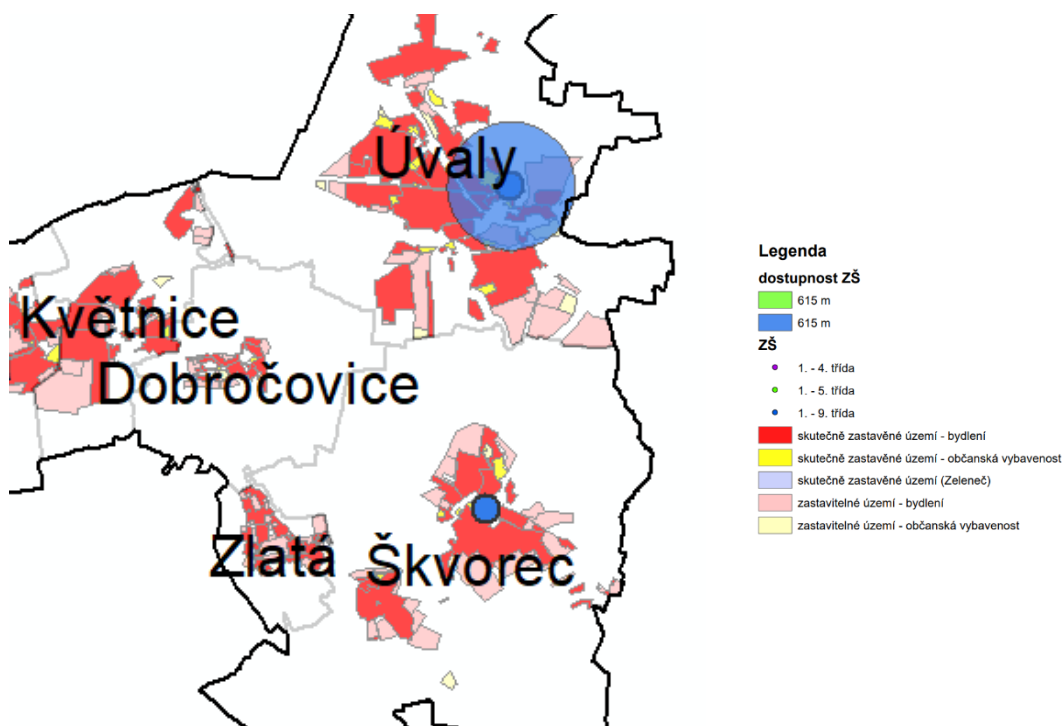 Úvaly
Květnice
Dobročovice
Zlatá
Škvorec
Legenda
dostupnost ZŠ
615 m
615 m
ZŠ
1. - 4. třída
1. - 5. třída
1. - 9. třída
skutečně zastavěné území - bydlení
skutečně zastavěné území - občanská vybavenost
skutečně zastavěné území (Zeleneč)
zastavitelné území - bydlení
zastavitelné území - občanská vybavenost